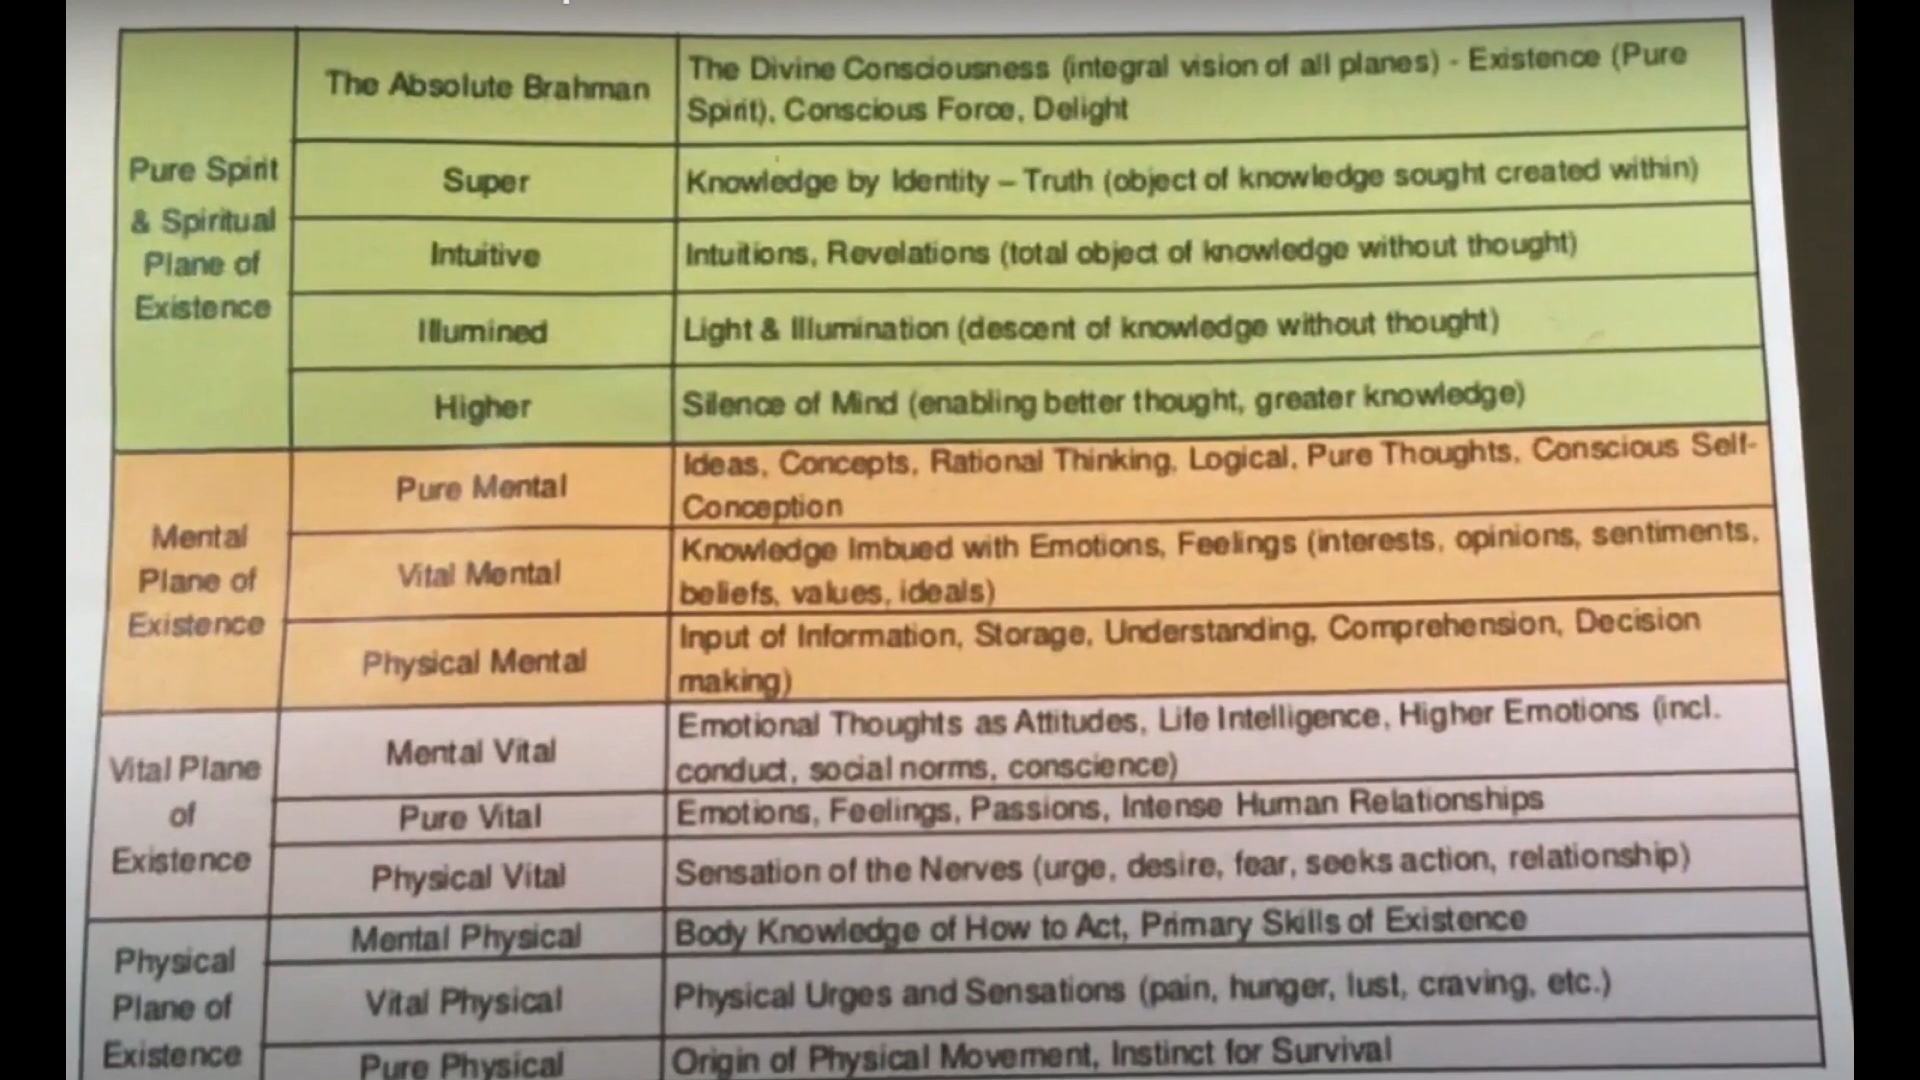 The Absolute Brahman
The Divine Consciousness (integral vision of all planes) - Existence (Pure
Spirit), Conscious Force, Delight
Pure Spirit
& Spiritual
Plane of
Existence
Super
Knowledge by Identity – Truth (object of knowledge sought created within)
Intuitive
Intuitions, Revelations (total object of knowledge without thought)
Illumined
Light & Illumination (descent of knowledge without thought)
Higher
Silence of Mind (enabling better thought, greater knowledge)
Mental
Plane of
Existence
Pure Mental
Ideas, Concepts, Rational Thinking, Logical, Pure Thoughts, Conscious Self-
Conception
Vital Mental
Knowledge Imbued with Emotions, Feelings (interests, opinions, sentiments,
beliefs, values, ideals)
Physical Mental
Input of Information, Storage, Understanding, Comprehension, Decision
making)
Vital Plane
of
Existence
Mental Vital
Emotional Thoughts as Attitudes, Life Intelligence, Higher Emotions (incl.
conduct, social norms, conscience)
Pure Vital
Emotions, Feelings, Passions, Intense Human Relationships
Physical Vital
Sensation of the Nerves (urge, desire, fear, seeks action, relationship)
Physical
Plane of
Existence
Mental Physical
Body Knowledge of How to Act, Primary Skills of Existence
Vital Physical
Physical Urges and Sensations (pain, hunger, lust, craving, etc.)
Pure Physical
Origin of Physical Movement, Instinct for Survival